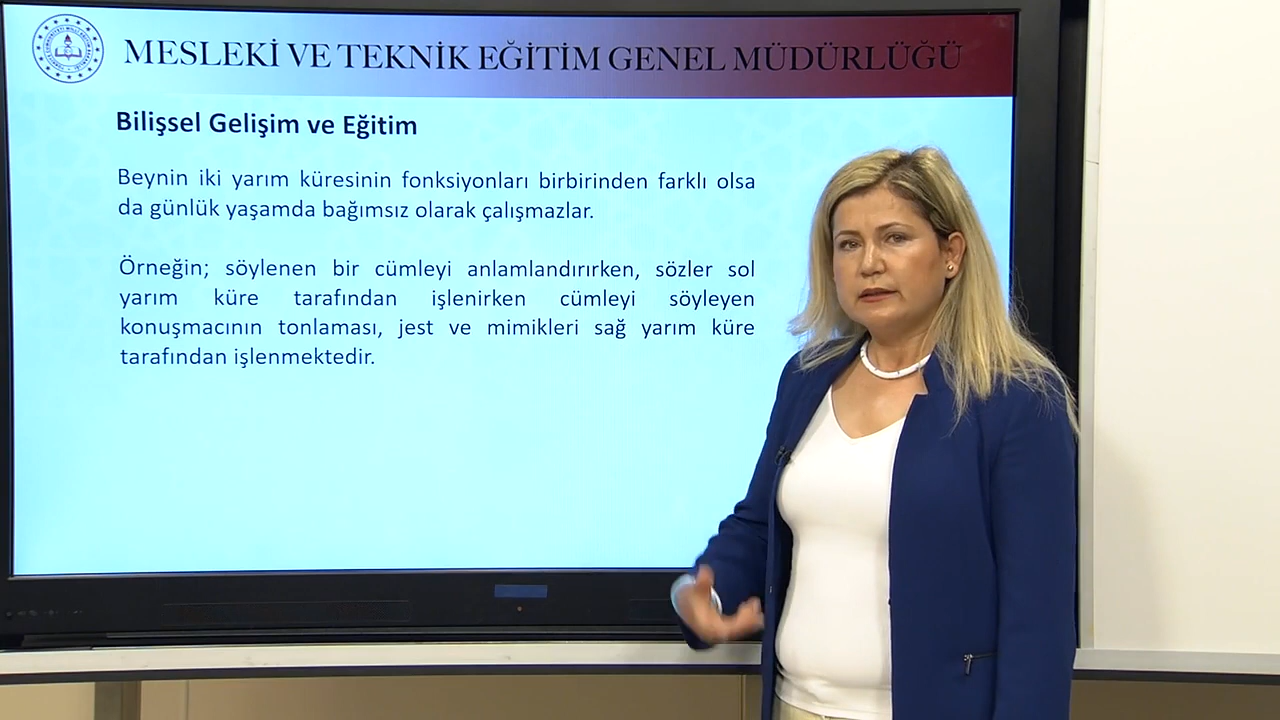 MESLEKİ VE TEKNİK EĞİTİM GENEL MÜDÜRLÜĞÜ
Bilişsel Gelişim ve Eğitim
Beynin iki yarım küresinin fonksiyonları birbirinden farklı olsa
da günlük yaşamda bağımsız olarak çalışmazlar.
Örneğin; söylenen bir cümleyi anlamlandırırken, sözler sol
yarım küre tarafından işlenirken cümleyi söyleyen
konuşmacının tonlaması, jest ve mimikleri sağ yarım küre
tarafından işlenmektedir.